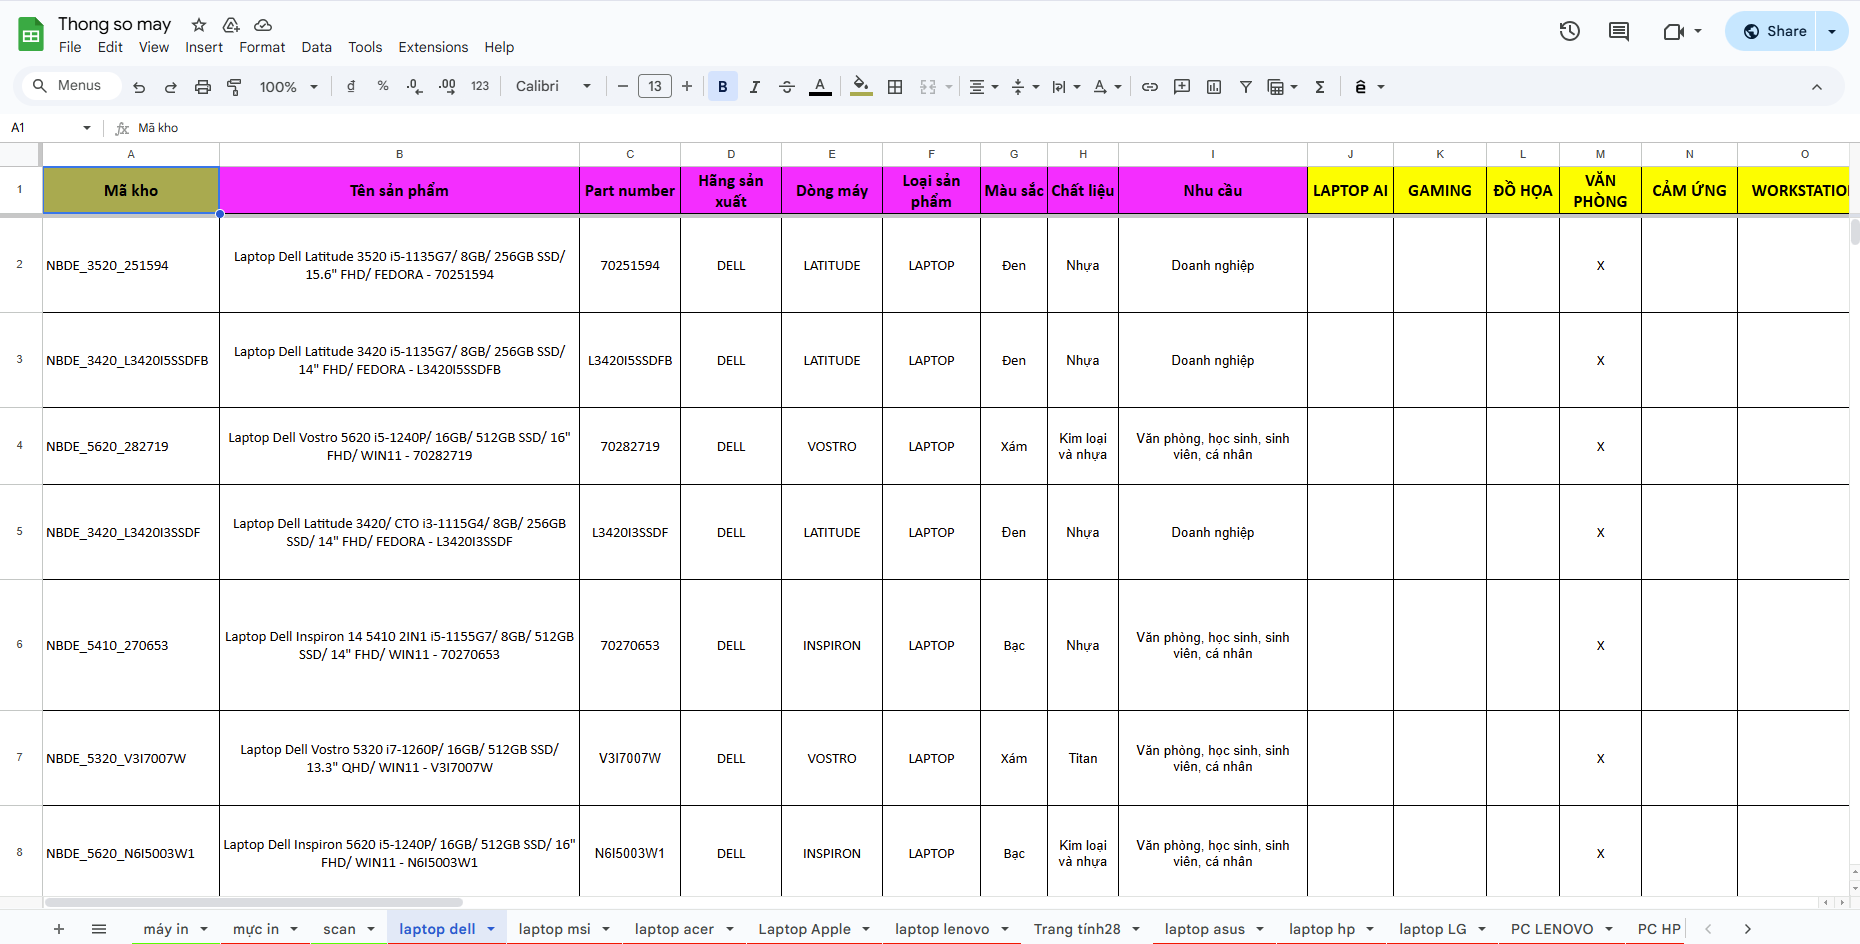 Thong so may
File Edit View Insert Format Data Tools Extensions Help
Share
Menus 100% đ % .0 .00 123 Calibri 13 B I A Σ ê
A1 fx Mã kho
A B C D E F G H I J K L M N O
1 Mã kho Tên sản phẩm Part number Hãng sản xuất Dòng máy Loại sản phẩm Màu sắc Chất liệu Nhu cầu LAPTOP AI GAMING ĐỒ HỌA VĂN PHÒNG CẢM ỨNG
2 NBDE_3520_251594 Laptop Dell Latitude 3520 i5-1135G7/ 8GB/ 256GB SSD/ 15.6" FHD/ FEDORA - 70251594 70251594 DELL LATITUDE LAPTOP Đen Nhựa Doanh nghiệp X
3 NBDE_3420_L3420I5SSDFB Laptop Dell Latitude 3420 i5-1135G7/ 8GB/ 256GB SSD/ 14" FHD/ FEDORA - L3420I5SSDFB L3420I5SSDFB DELL LATITUDE LAPTOP Đen Nhựa Doanh nghiệp X
4 NBDE_5620_282719 Laptop Dell Vostro 5620 i5-1240P/ 16GB/ 512GB SSD/ 16" FHD/ WIN11 - 70282719 70282719 DELL VOSTRO LAPTOP Xám Kim loại và nhựa Văn phòng, học sinh, sinh viên, cá nhân X
5 NBDE_3420_L3420I3SSDF Laptop Dell Latitude 3420/ CTO i3-1115G4/ 8GB/ 256GB SSD/ 14" FHD/ FEDORA - L3420I3SSDF L3420I3SSDF DELL LATITUDE LAPTOP Đen Nhựa Doanh nghiệp X
6 NBDE_5410_270653 Laptop Dell Inspiron 14 5410 2IN1 i5-1155G7/ 8GB/ 512GB SSD/ 14" FHD/ WIN11 - 70270653 70270653 DELL INSPIRON LAPTOP Bạc Nhựa Văn phòng, học sinh, sinh viên, cá nhân X
7 NBDE_5320_V3I7007W Laptop Dell Vostro 5320 i7-1260P/ 16GB/ 512GB SSD/ 13.3" QHD/ WIN11 - V3I7007W V3I7007W DELL VOSTRO LAPTOP Xám Titan Văn phòng, học sinh, sinh viên, cá nhân X
8 NBDE_5620_N6I5003W1 Laptop Dell Inspiron 5620 i5-1240P/ 16GB/ 512GB SSD/ 16" FHD/ WIN11 - N6I5003W1 N6I5003W1 DELL INSPIRON LAPTOP Bạc Kim loại và nhựa Văn phòng, học sinh, sinh viên, cá nhân X
máy in mực in scan laptop dell laptop msi laptop acer Laptop Apple laptop lenovo Trang tính28 laptop asus laptop hp laptop LG PC LENOVO PC HP